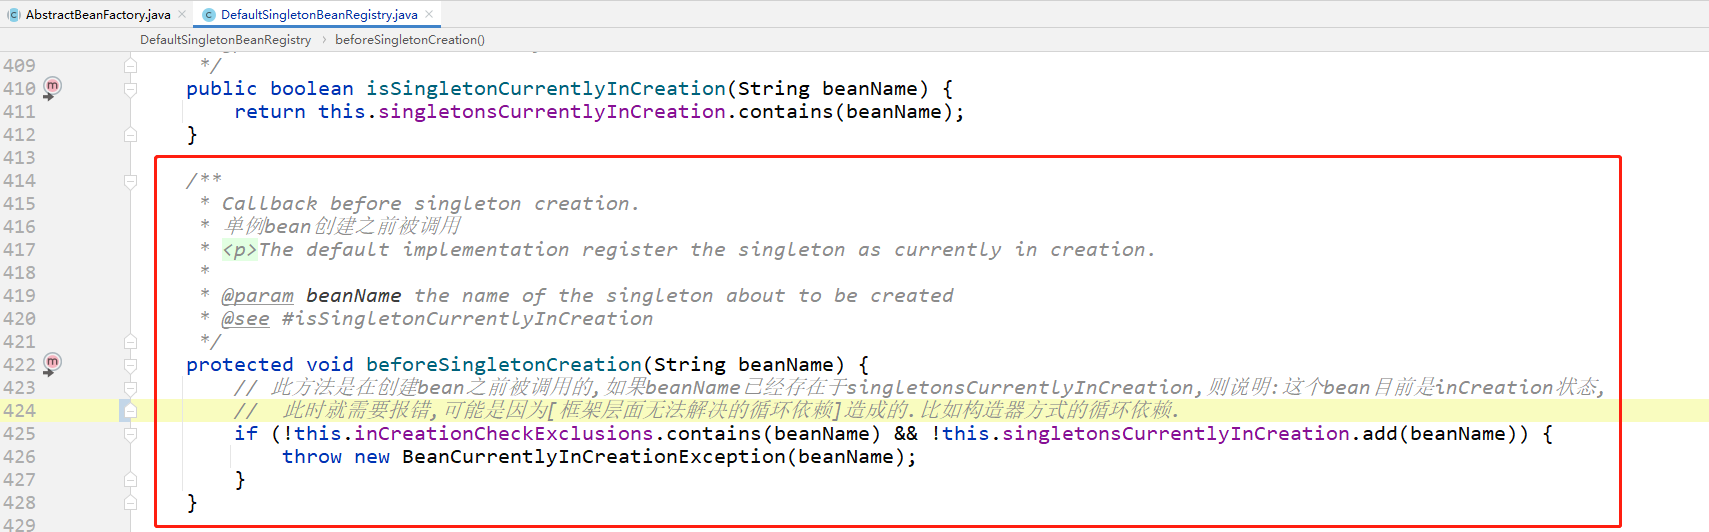 AbstractBeanFactory.java × DefaultSingletonBeanRegistry.java ×
DefaultSingletonBeanRegistry › beforeSingletonCreation()
409 */
410 public boolean isSingletonCurrentlyInCreation(String beanName) {
411 return this.singletonsCurrentlyInCreation.contains(beanName);
412 }
413
414 /**
415 * Callback before singleton creation.
416 * 单例bean创建之前被调用
417 * <p>The default implementation register the singleton as currently in creation.
418 *
419 * @param beanName the name of the singleton about to be created
420 * @see #isSingletonCurrentlyInCreation
421 */
422 protected void beforeSingletonCreation(String beanName) {
423 // 此方法是在创建bean之前被调用的,如果beanName已经存在于singletonsCurrentlyInCreation,则说明:这个bean目前是inCreation状态,
424 // 此时就需要报错,可能是因为[框架层面无法解决的循环依赖]造成的.比如构造器方式的循环依赖.
425 if (!this.inCreationCheckExclusions.contains(beanName) && !this.singletonsCurrentlyInCreation.add(beanName)) {
426 throw new BeanCurrentlyInCreationException(beanName);
427 }
428 }
429